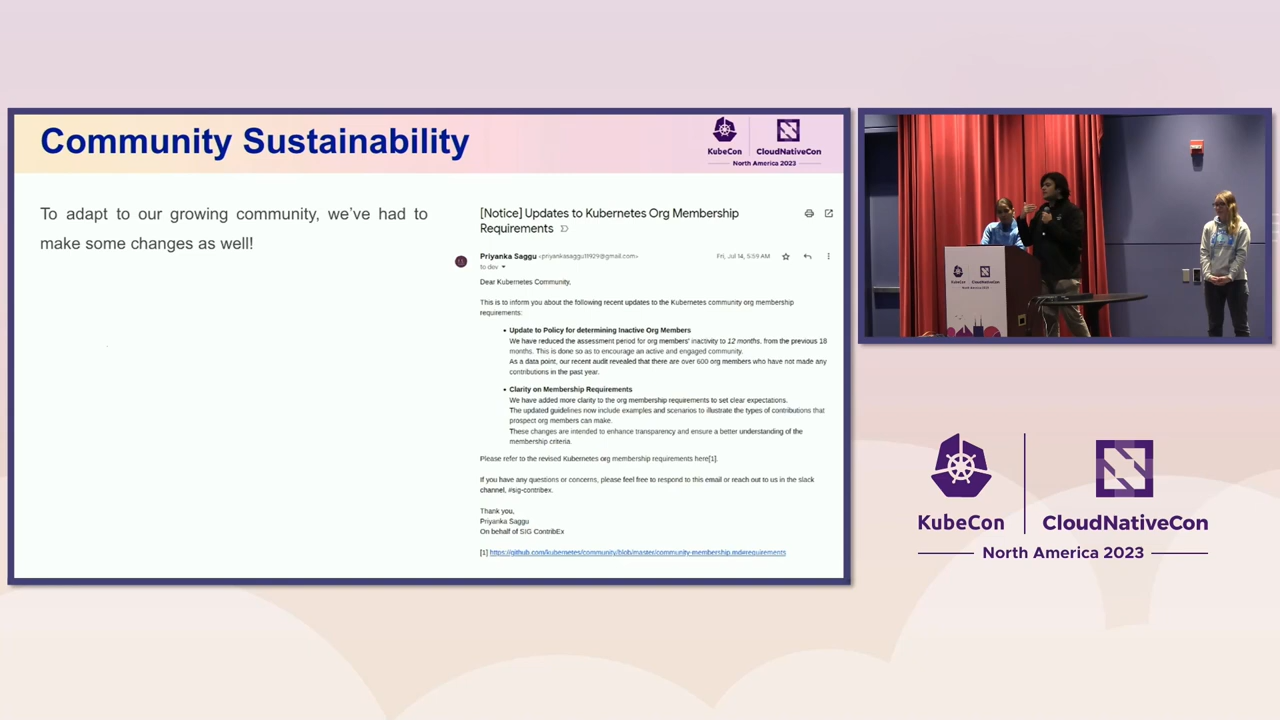 Community Sustainability
KubeCon
CloudNativeCon
North America 2023
To adapt to our growing community, we've had to
make some changes as well!
[Notice] Updates to Kubernetes Org Membership
Requirements
Priyanka Saggu <priyankasaggu11929@gmail.com>
Fri, Jul 14, 5:59 AM
to dev
Dear Kubernetes Community,
This is to inform you about the following recent updates to the Kubernetes community org membership
requirements:
• Update to Policy for determining Inactive Org Members
We have reduced the assessment period for org members' inactivity to 12 months, from the previous 18
months. This is done so as to encourage an active and engaged community.
As a data point, our recent audit revealed that there are over 600 org members who have not made any
contributions in the past year.
• Clarity on Membership Requirements
We have added more clarity to the org membership requirements to set clear expectations.
The updated guidelines now include examples and scenarios to illustrate the types of contributions that
prospect org members can make.
These changes are intended to enhance transparency and ensure a better understanding of the
membership criteria.
Please refer to the revised Kubernetes org membership requirements here[1].
If you have any questions or concerns, please feel free to respond to this email or reach out to us in the slack
channel, #sig-contribex.
Thank you,
Priyanka Saggu
On behalf of SIG ContribEx
[1] https://github.com/kubernetes/community/blob/master/community-membership.md#requirements
KubeCon
CloudNativeCon
North America 2023
KubeCon
CloudNativeCon
North America 2023